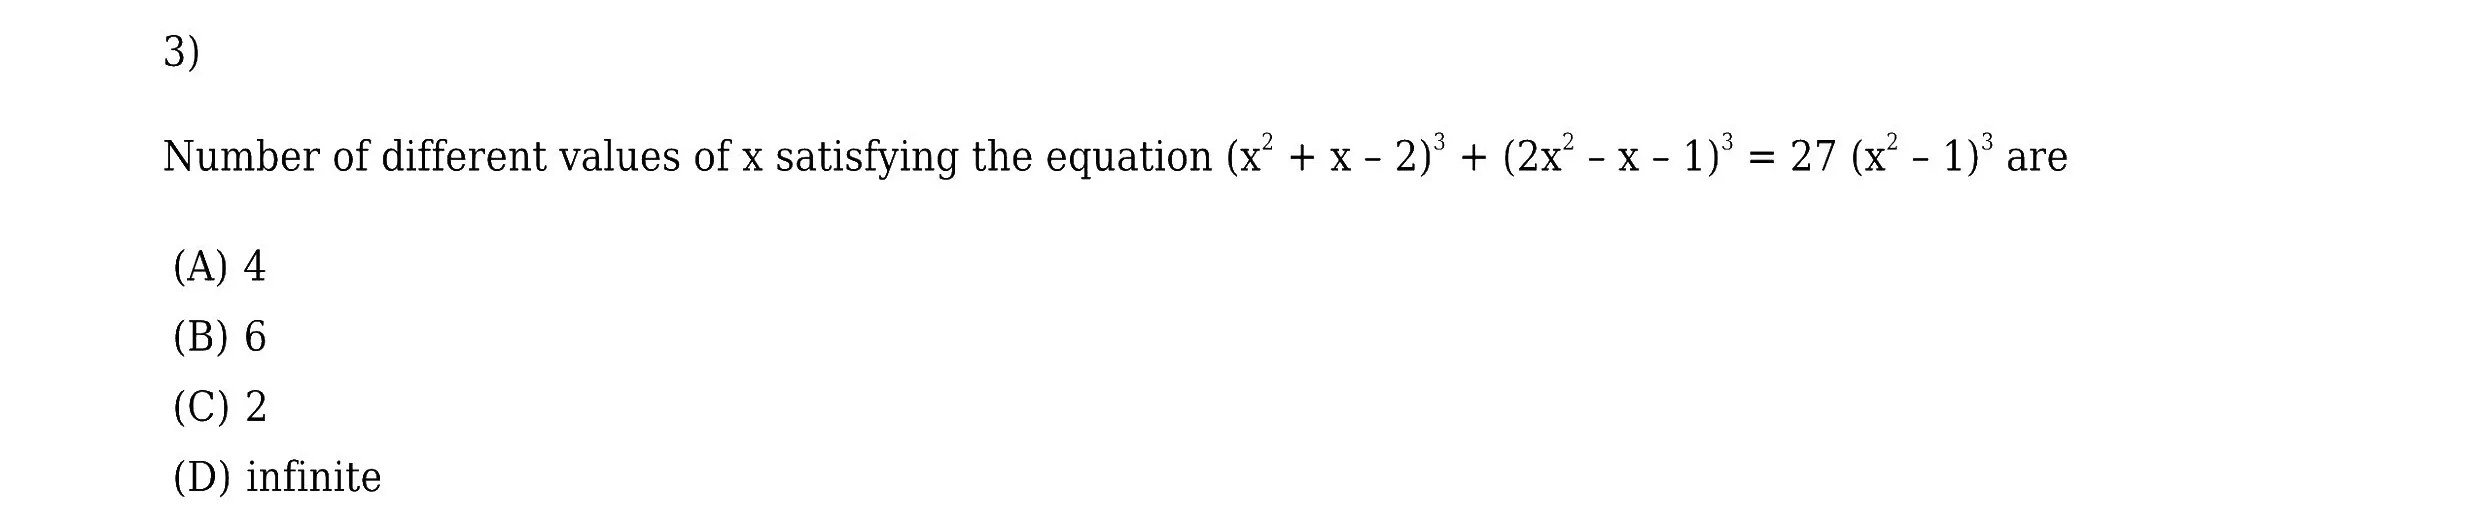 3)
Number of different values of x satisfying the equation (x² + x – 2)³ + (2x² – x – 1)³ = 27 (x² – 1)³ are
(A) 4
(B) 6
(C) 2
(D) infinite